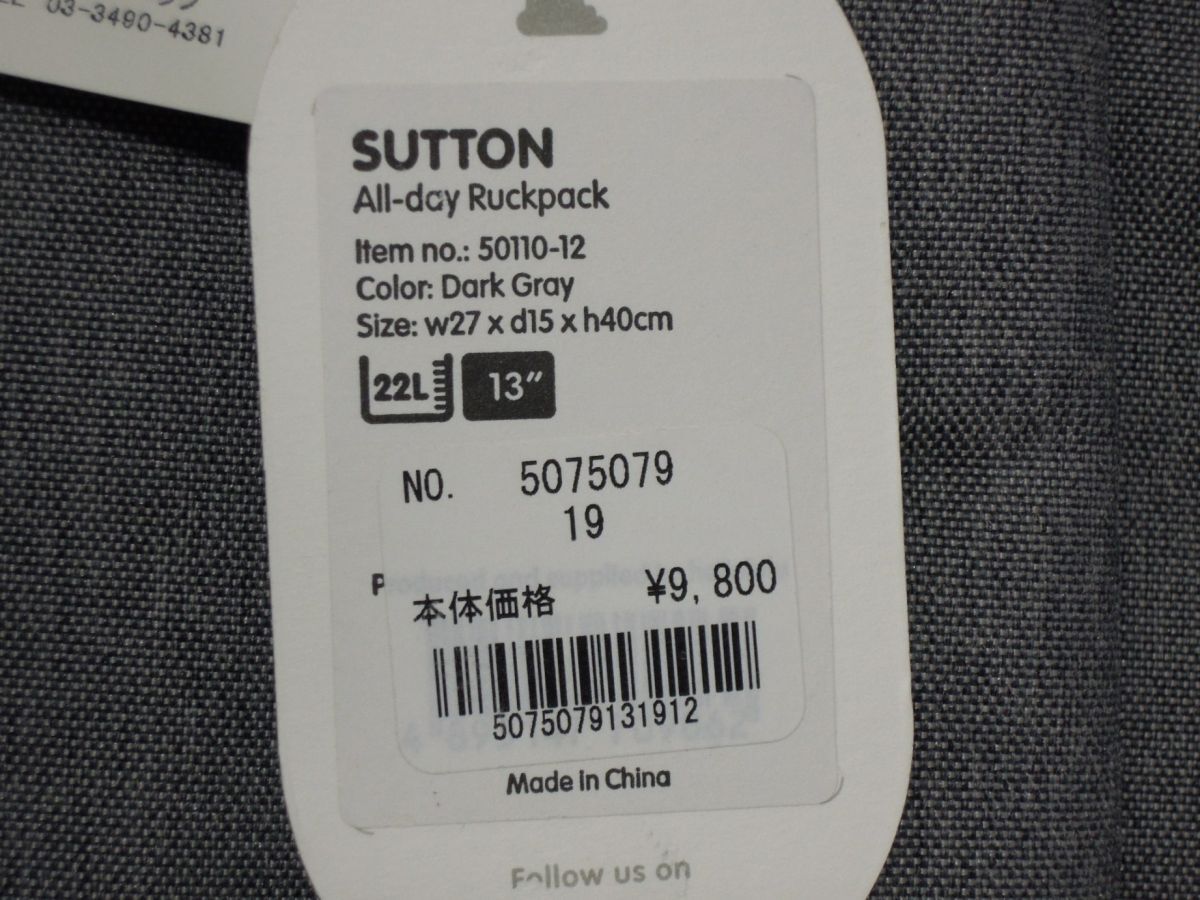 03-3490-4381
SUTTON
All-day Ruckpack
Item no.: 50110-12
Color: Dark Gray
Size: w27 x d15 x h40cm
22L 13”
NO. 5075079
19
P
本体価格 ¥9,800
5075079131912
Made in China
Follow us on